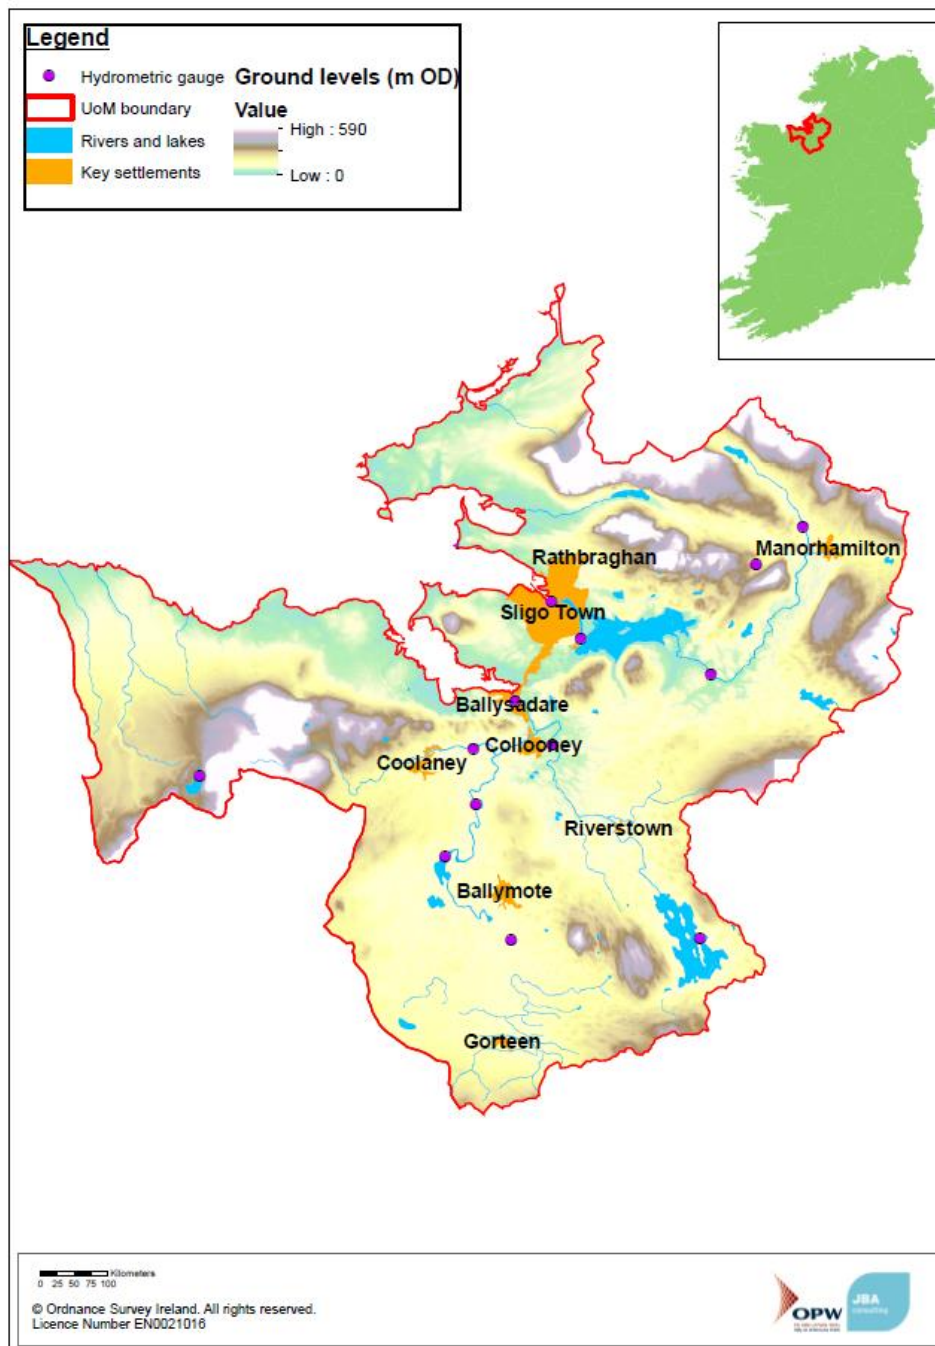 Legend
Hydrometric gauge
UoM boundary
Rivers and lakes
Key settlements
Ground levels (m OD)
Value
High : 590
Low : 0
Rathbraghan
Manorhamilton
Sligo Town
Ballysadare
Collooney
Coolaney
Riverstown
Ballymote
Gorteen
Kilometers
0 25 50 75 100
© Ordnance Survey Ireland. All rights reserved.
Licence Number EN0021016
OPW
JBA
consulting